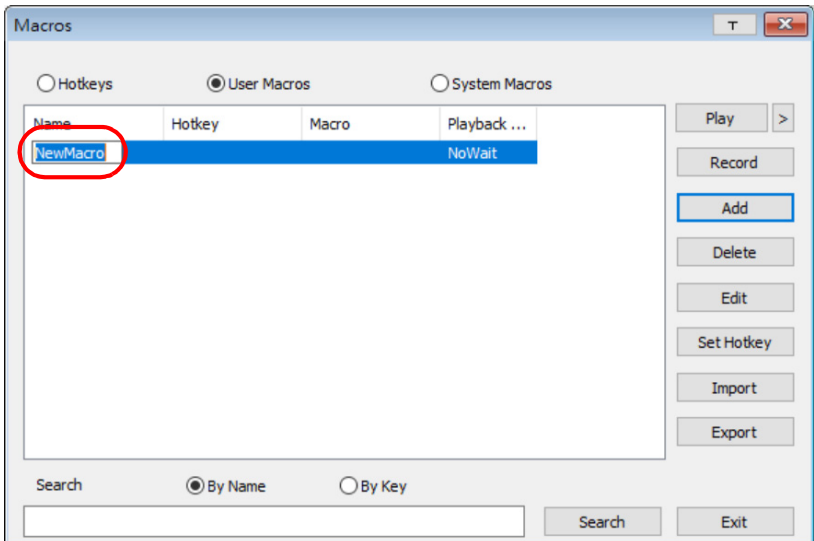 Macros T
Hotkeys User Macros System Macros
Name Hotkey Macro Playback ... Play >
NewMacro NoWait
Record
Add
Delete
Edit
Set Hotkey
Import
Export
Search By Name By Key
Search Exit